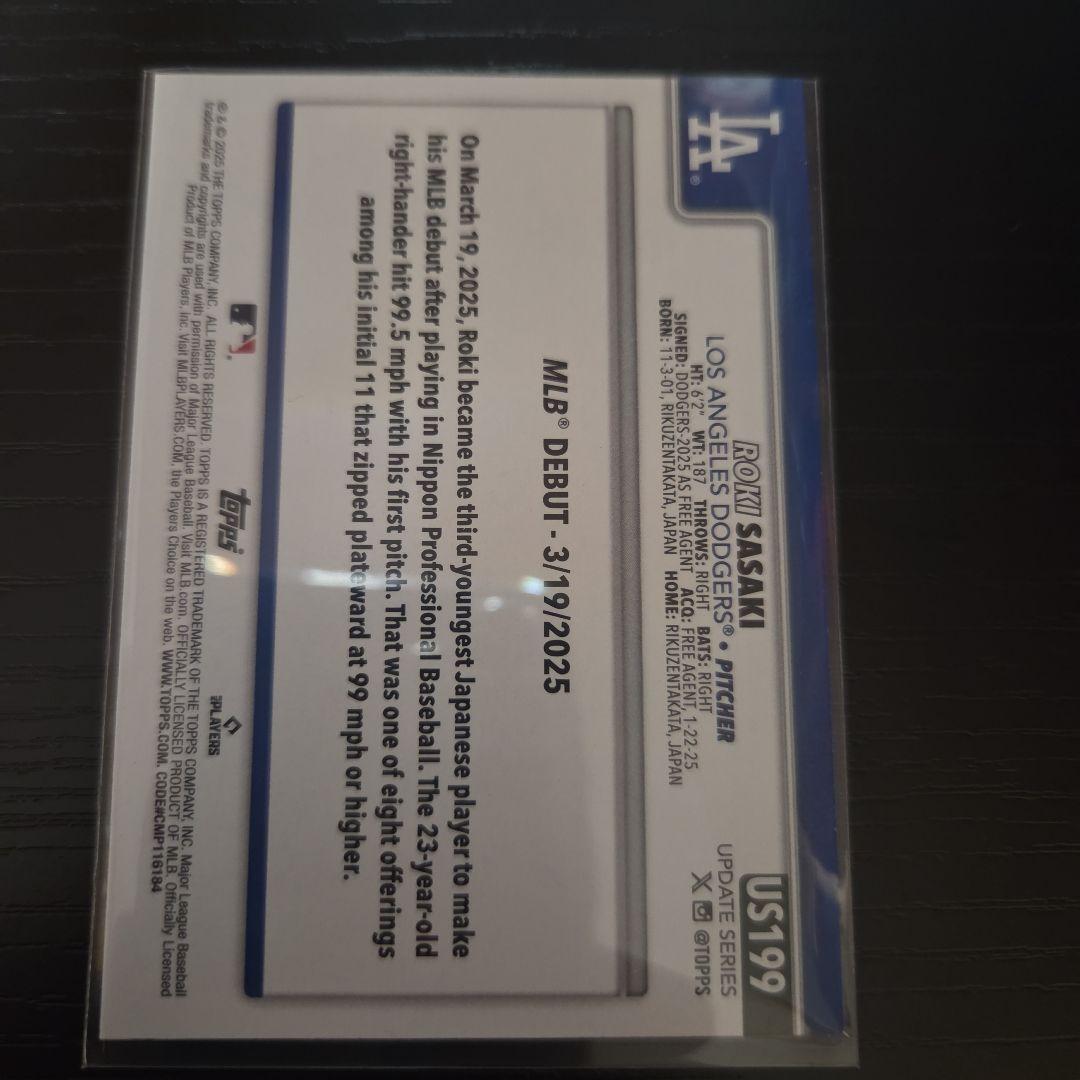 LA
ROKI SASAKI
US199
LOS ANGELES DODGERS® • PITCHER
UPDATE SERIES
HT: 6'2" WT: 187 THROWS: RIGHT BATS: RIGHT
SIGNED: DODGERS-2025 AS FREE AGENT ACQ: FREE AGENT, 1-22-25
BORN: 11-3-01, RIKUZENTAKATA, JAPAN HOME: RIKUZENTAKATA, JAPAN
X @TOPPS
MLB® DEBUT - 3/19/2025
On March 19, 2025, Roki became the third-youngest Japanese player to make
his MLB debut after playing in Nippon Professional Baseball. The 23-year-old
right-hander hit 99.5 mph with his first pitch. That was one of eight offerings
among his initial 11 that zipped plateward at 99 mph or higher.
topps
PLAYERS
® & © 2025 THE TOPPS COMPANY, INC. ALL RIGHTS RESERVED. TOPPS IS A REGISTERED TRADEMARK OF THE TOPPS COMPANY, INC. Major League Baseball
trademarks and copyrights are used with permission of Major League Baseball. Visit MLB.com. OFFICIALLY LICENSED PRODUCT OF MLB. Officially Licensed
Product of MLB Players, Inc. Visit MLBPLAYERS.COM, the Players Choice on the web. WWW.TOPPS.COM. CODE#CMP116184